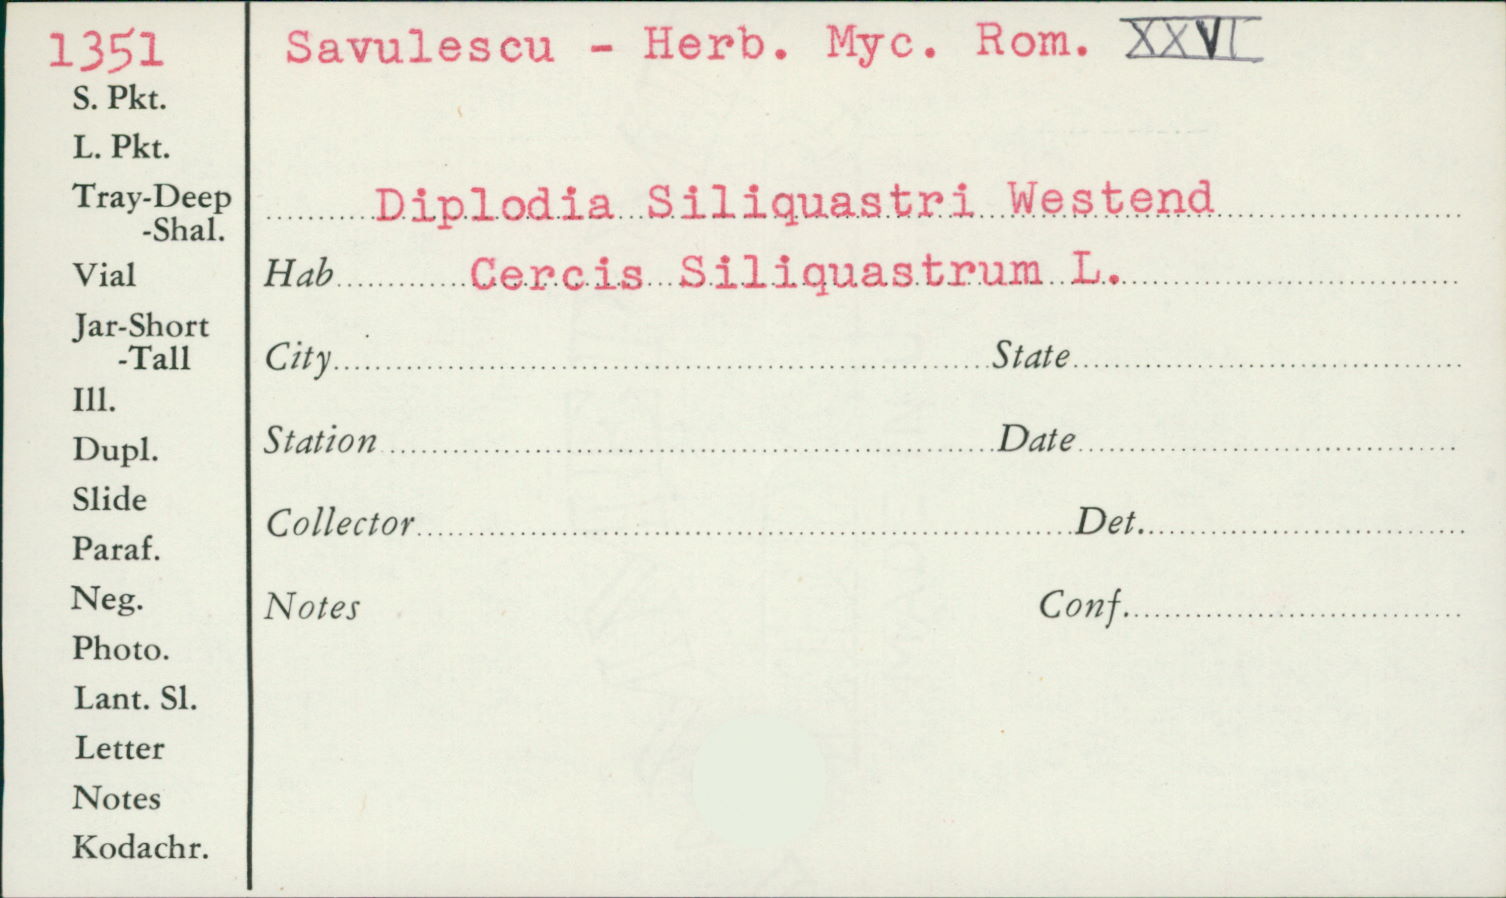 1351
Savulescu - Herb. Myc. Rom. XXVI
S. Pkt.
L. Pkt.
Tray-Deep
-Shal.
Vial
Jar-Short
-Tall
Ill.
Dupl.
Slide
Paraf.
Neg.
Photo.
Lant. Sl.
Letter
Notes
Kodachr.
Diplodia Siliquastri Westend
Hab Cercis Siliquastrum L.
City State
Station Date
Collector Det.
Notes Conf.